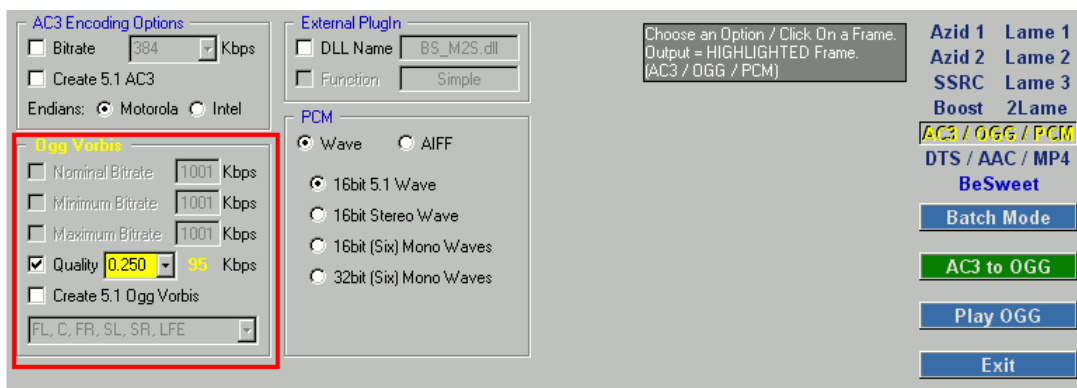 AC3 Encoding Options
Bitrate 384 Kbps
Create 5.1 AC3
Endians: Motorola Intel
Ogg Vorbis
Nominal Bitrate 1001 Kbps
Minimum Bitrate 1001 Kbps
Maximum Bitrate 1001 Kbps
Quality 0.250 95 Kbps
Create 5.1 Ogg Vorbis
FL, C, FR, SL, SR, LFE
External PlugIn
DLL Name BS_M2S.dll
Function Simple
PCM
Wave AIFF
16bit 5.1 Wave
16bit Stereo Wave
16bit (Six) Mono Waves
32bit (Six) Mono Waves
Choose an Option / Click On a Frame.
Output = HIGHLIGHTED Frame.
(AC3 / OGG / PCM)
Azid 1 Lame 1
Azid 2 Lame 2
SSRC Lame 3
Boost 2Lame
AC3 / OGG / PCM
DTS / AAC / MP4
BeSweet
Batch Mode
AC3 to OGG
Play OGG
Exit